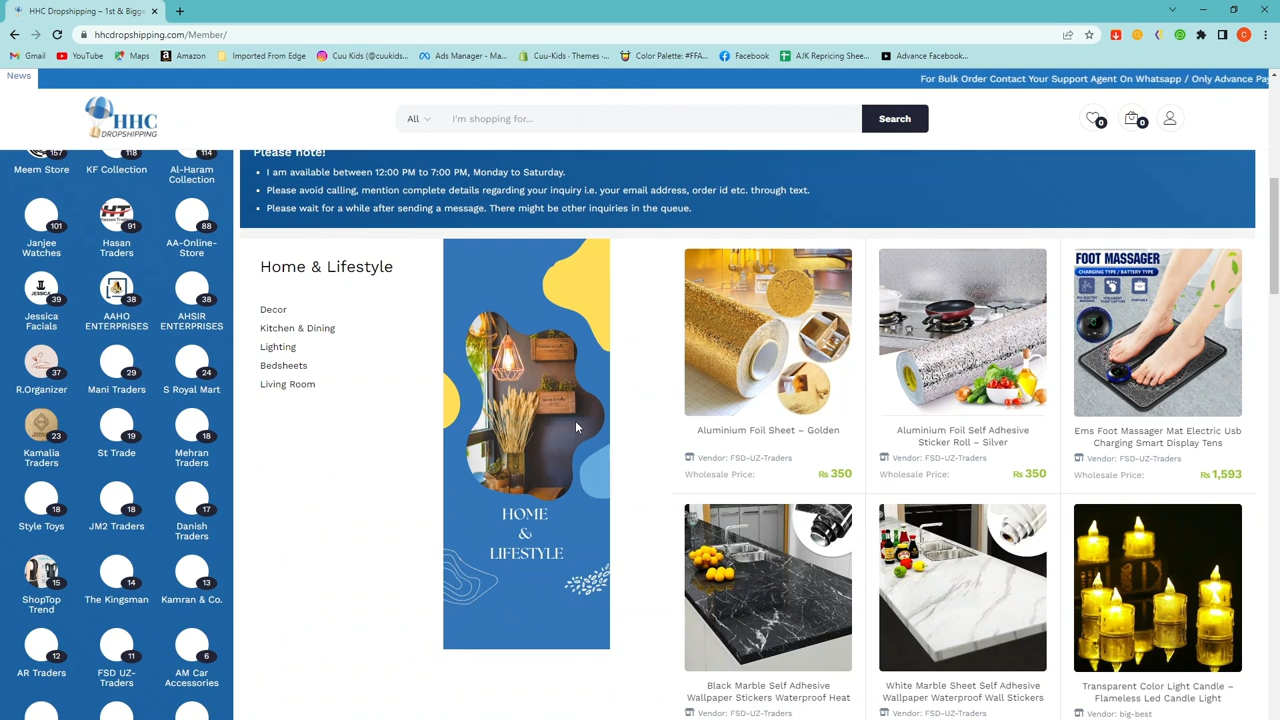 HHC Dropshipping – 1st & Bigge
hhcdropshipping.com/Member/
C
Gmail
YouTube
Maps
Amazon
Imported From Edge
Cuu Kids (@cuukids...
Ads Manager - Ma...
Cuu-Kids · Themes ·...
Color Palette: #FFA...
Facebook
AJK Repricing Shee...
Advance Facebook...
News
For Bulk Order Contact Your Support Agent On Whatsapp / Only Advance Pay
HHC
DROPSHIPPING
All
I'm shopping for...
Search
0
0
157
118
114
Meem Store
KF Collection
Al-Haram
Collection
101
91
88
Janjee
Watches
Hasan
Traders
AA-Online-
Store
39
38
38
Jessica
Facials
AAHO
ENTERPRISES
AHSIR
ENTERPRISES
37
29
24
R.Organizer
Mani Traders
S Royal Mart
23
19
18
Kamalia
Traders
St Trade
Mehran
Traders
18
18
17
Style Toys
JM2 Traders
Danish
Traders
15
14
13
ShopTop
Trend
The Kingsman
Kamran & Co.
12
11
6
AR Traders
FSD UZ-
Traders
AM Car
Accessories
Please note!
I am available between 12:00 PM to 7:00 PM, Monday to Saturday.
Please avoid calling, mention complete details regarding your inquiry i.e. your email address, order id etc. through text.
Please wait for a while after sending a message. There might be other inquiries in the queue.
Home & Lifestyle
Decor
Kitchen & Dining
Lighting
Bedsheets
Living Room
HOME
&
LIFESTYLE
Aluminium Foil Sheet – Golden
Vendor: FSD-UZ-Traders
Wholesale Price:
₨ 350
Aluminium Foil Self Adhesive
Sticker Roll – Silver
Vendor: FSD-UZ-Traders
Wholesale Price:
₨ 350
FOOT MASSAGER
CHARGING TYPE / BATTERY TYPE
Ems Foot Massager Mat Electric Usb
Charging Smart Display Tens
Vendor: FSD-UZ-Traders
Wholesale Price:
₨ 1,593
Black Marble Self Adhesive
Wallpaper Stickers Waterproof Heat
Vendor: FSD-UZ-Traders
White Marble Sheet Self Adhesive
Wallpaper Waterproof Wall Stickers
Vendor: FSD-UZ-Traders
Transparent Color Light Candle –
Flameless Led Candle Light
Vendor: big-best